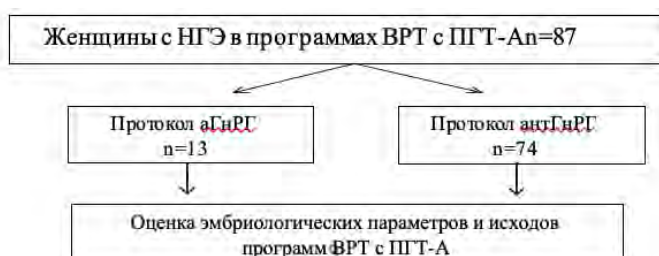 Женщины с НГЭ в программах ВРТ с ПГТ-Аn=87
Протокол аГнРГ
n=13
Протокол антГнРГ
n=74
Оценка эмбриологических параметров и исходов
программ ВРТ с ПГТ-А